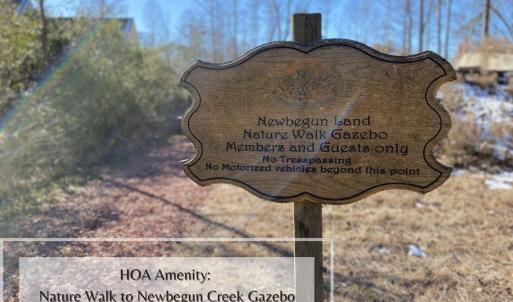 Newbegun Land
Nature Walk Gazebo
Members and Guests only
No Tresspassing
No Motorized vehicles beyond this point
HOA Amenity:
Nature Walk to Newbegun Creek Gazebo